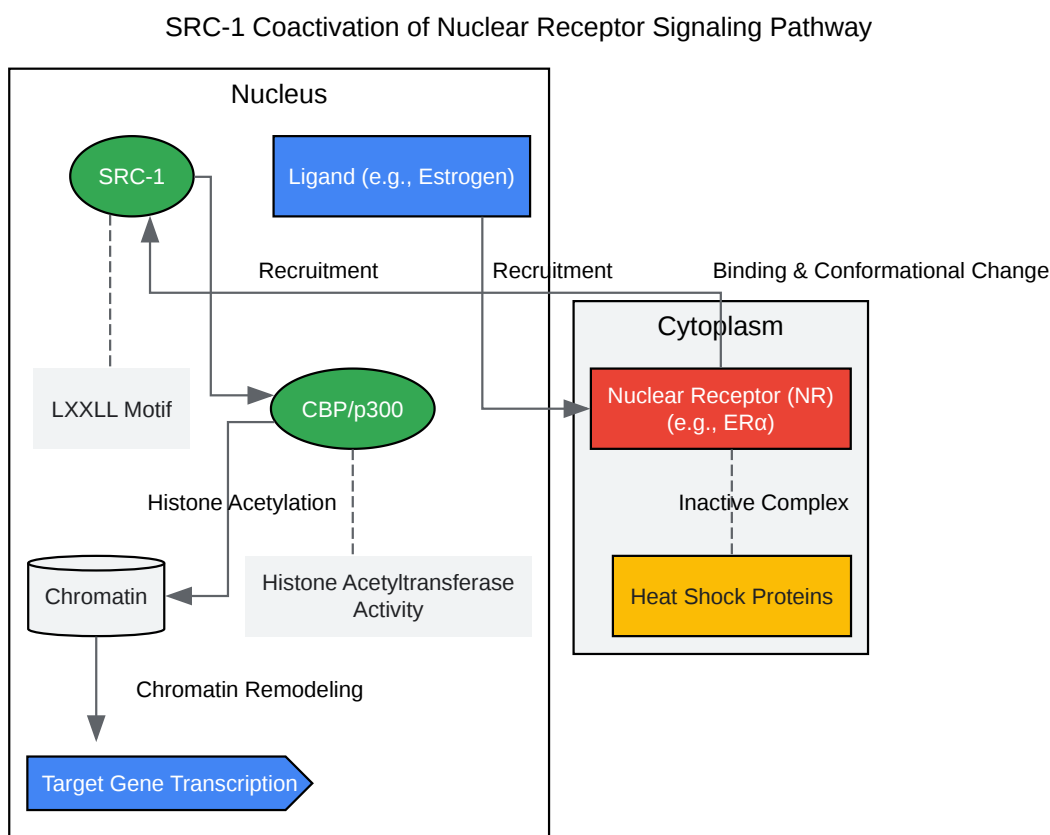 SRC-1 Coactivation of Nuclear Receptor Signaling Pathway
Nucleus
SRC-1
Ligand (e.g., Estrogen)
Recruitment
Recruitment
Binding & Conformational Change
Cytoplasm
LXXLL Motif
CBP/p300
Nuclear Receptor (NR)
(e.g., ERα)
Histone Acetylation
Inactive Complex
Chromatin
Histone Acetyltransferase
Activity
Heat Shock Proteins
Chromatin Remodeling
Target Gene Transcription